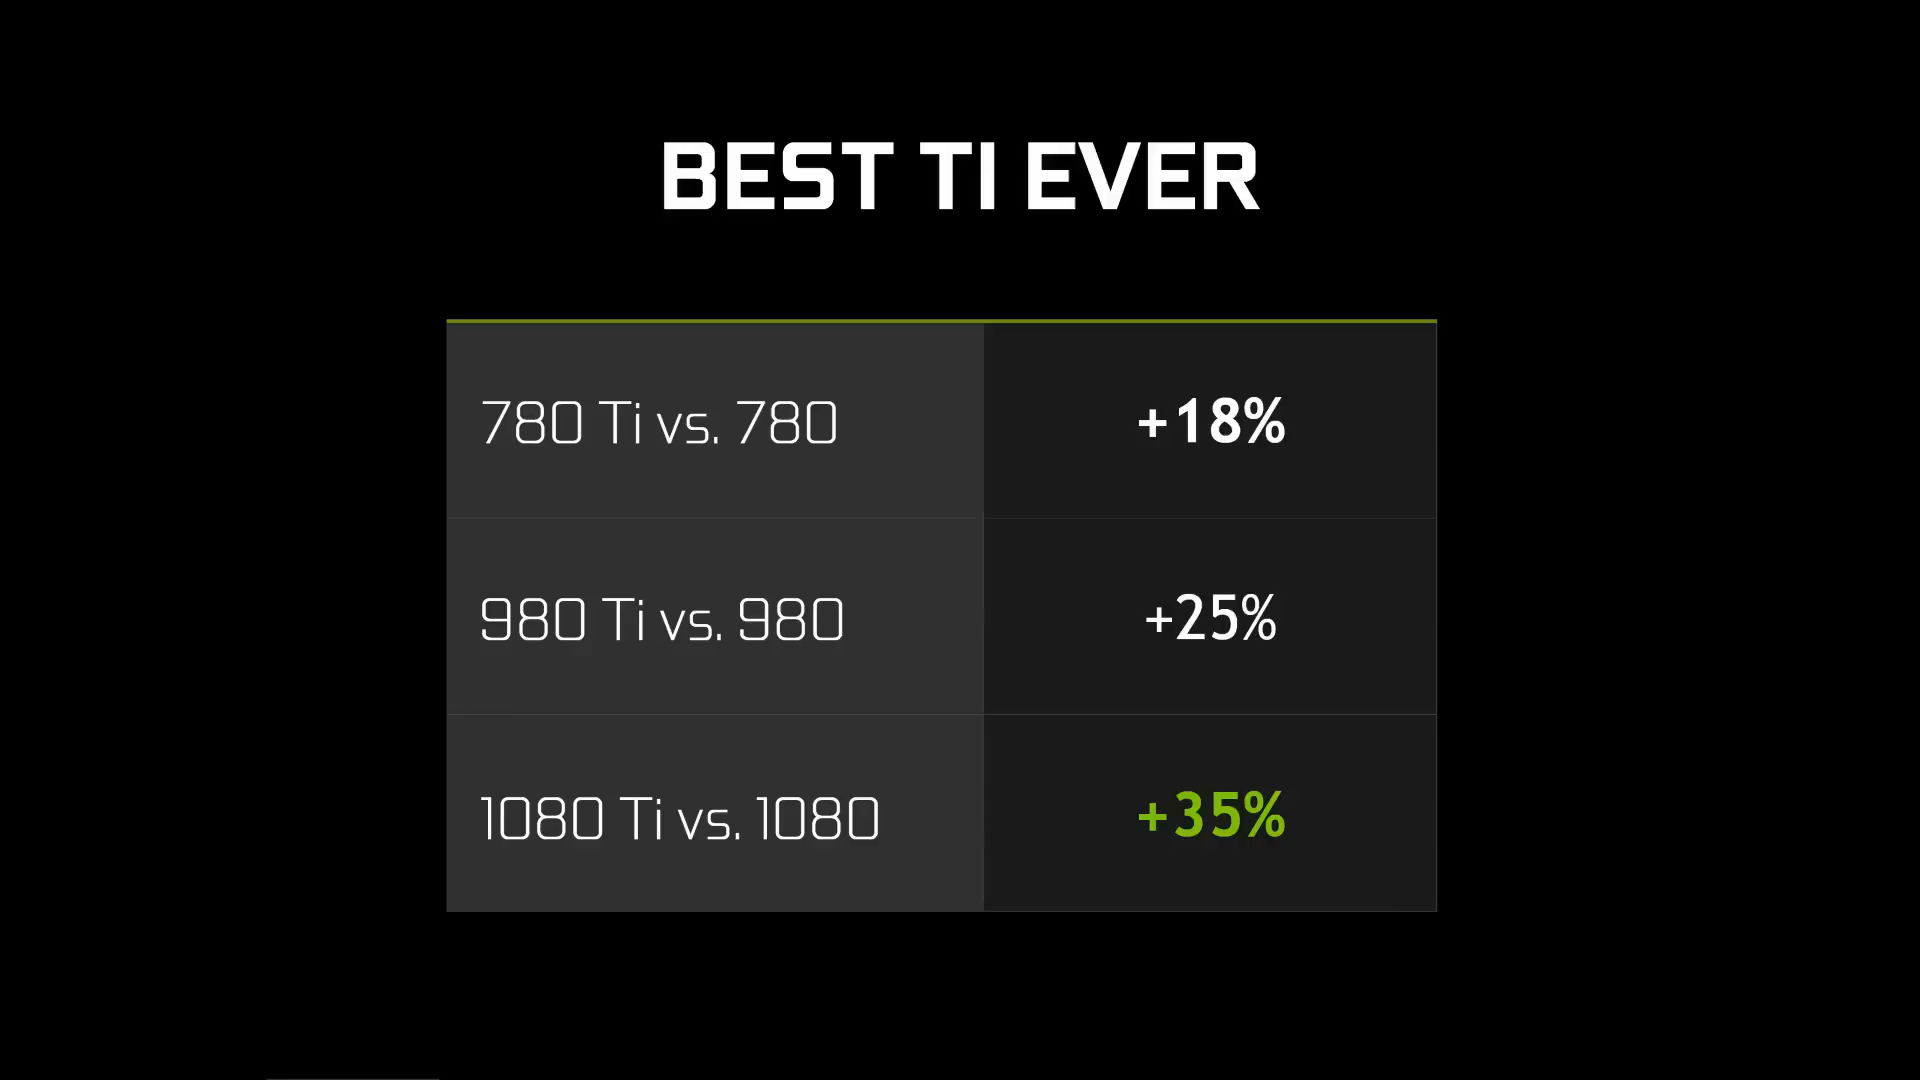 BEST TI EVER
780 Ti vs. 780 +18%
980 Ti vs. 980 +25%
1080 Ti vs. 1080 +35%